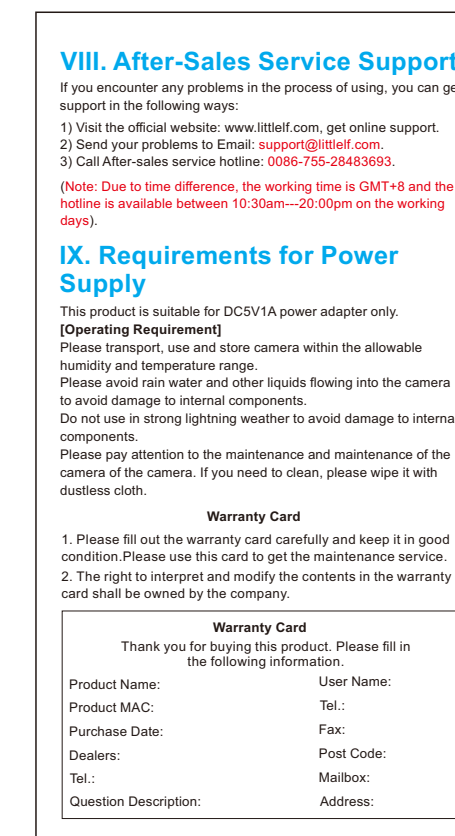 VIII. After-Sales Service Support
If you encounter any problems in the process of using, you can ge
support in the following ways:
1) Visit the official website: www.littlelf.com, get online support.
2) Send your problems to Email: support@littlelf.com.
3) Call After-sales service hotline: 0086-755-28483693.
(Note: Due to time difference, the working time is GMT+8 and the
hotline is available between 10:30am---20:00pm on the working
days).
IX. Requirements for Power
Supply
This product is suitable for DC5V1A power adapter only.
[Operating Requirement]
Please transport, use and store camera within the allowable
humidity and temperature range.
Please avoid rain water and other liquids flowing into the camera
to avoid damage to internal components.
Do not use in strong lightning weather to avoid damage to interna
components.
Please pay attention to the maintenance and maintenance of the
camera of the camera. If you need to clean, please wipe it with
dustless cloth.
Warranty Card
1. Please fill out the warranty card carefully and keep it in good
condition.Please use this card to get the maintenance service.
2. The right to interpret and modify the contents in the warranty
card shall be owned by the company.
Warranty Card
Thank you for buying this product. Please fill in
the following information.
Product Name: User Name:
Product MAC: Tel.:
Purchase Date: Fax:
Dealers: Post Code:
Tel.: Mailbox:
Question Description: Address: